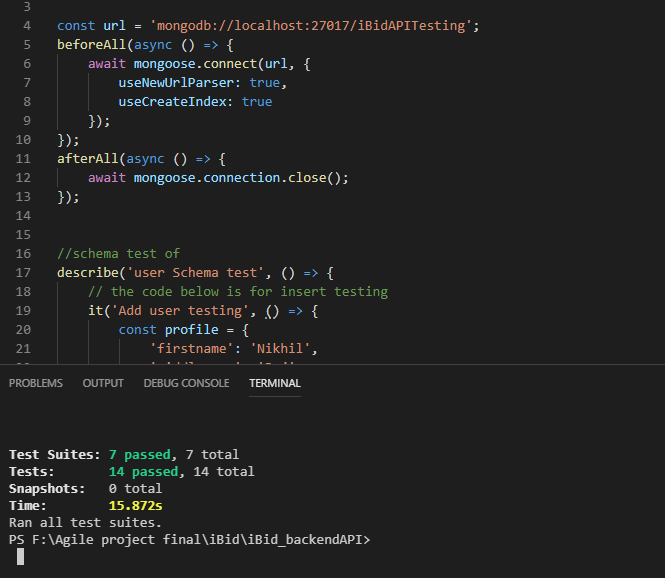 3
4 const url = 'mongodb://localhost:27017/iBidAPITesting';
5 beforeAll(async () => {
6 await mongoose.connect(url, {
7 useNewUrlParser: true,
8 useCreateIndex: true
9 });
10 });
11 afterAll(async () => {
12 await mongoose.connection.close();
13 });
14
15
16 //schema test of
17 describe('user Schema test', () => {
18 // the code below is for insert testing
19 it('Add user testing', () => {
20 const profile = {
21 'firstname': 'Nikhil',
PROBLEMS OUTPUT DEBUG CONSOLE TERMINAL
Test Suites: 7 passed, 7 total
Tests: 14 passed, 14 total
Snapshots: 0 total
Time: 15.872s
Ran all test suites.
PS F:\Agile project final\iBid\iBid_backendAPI>